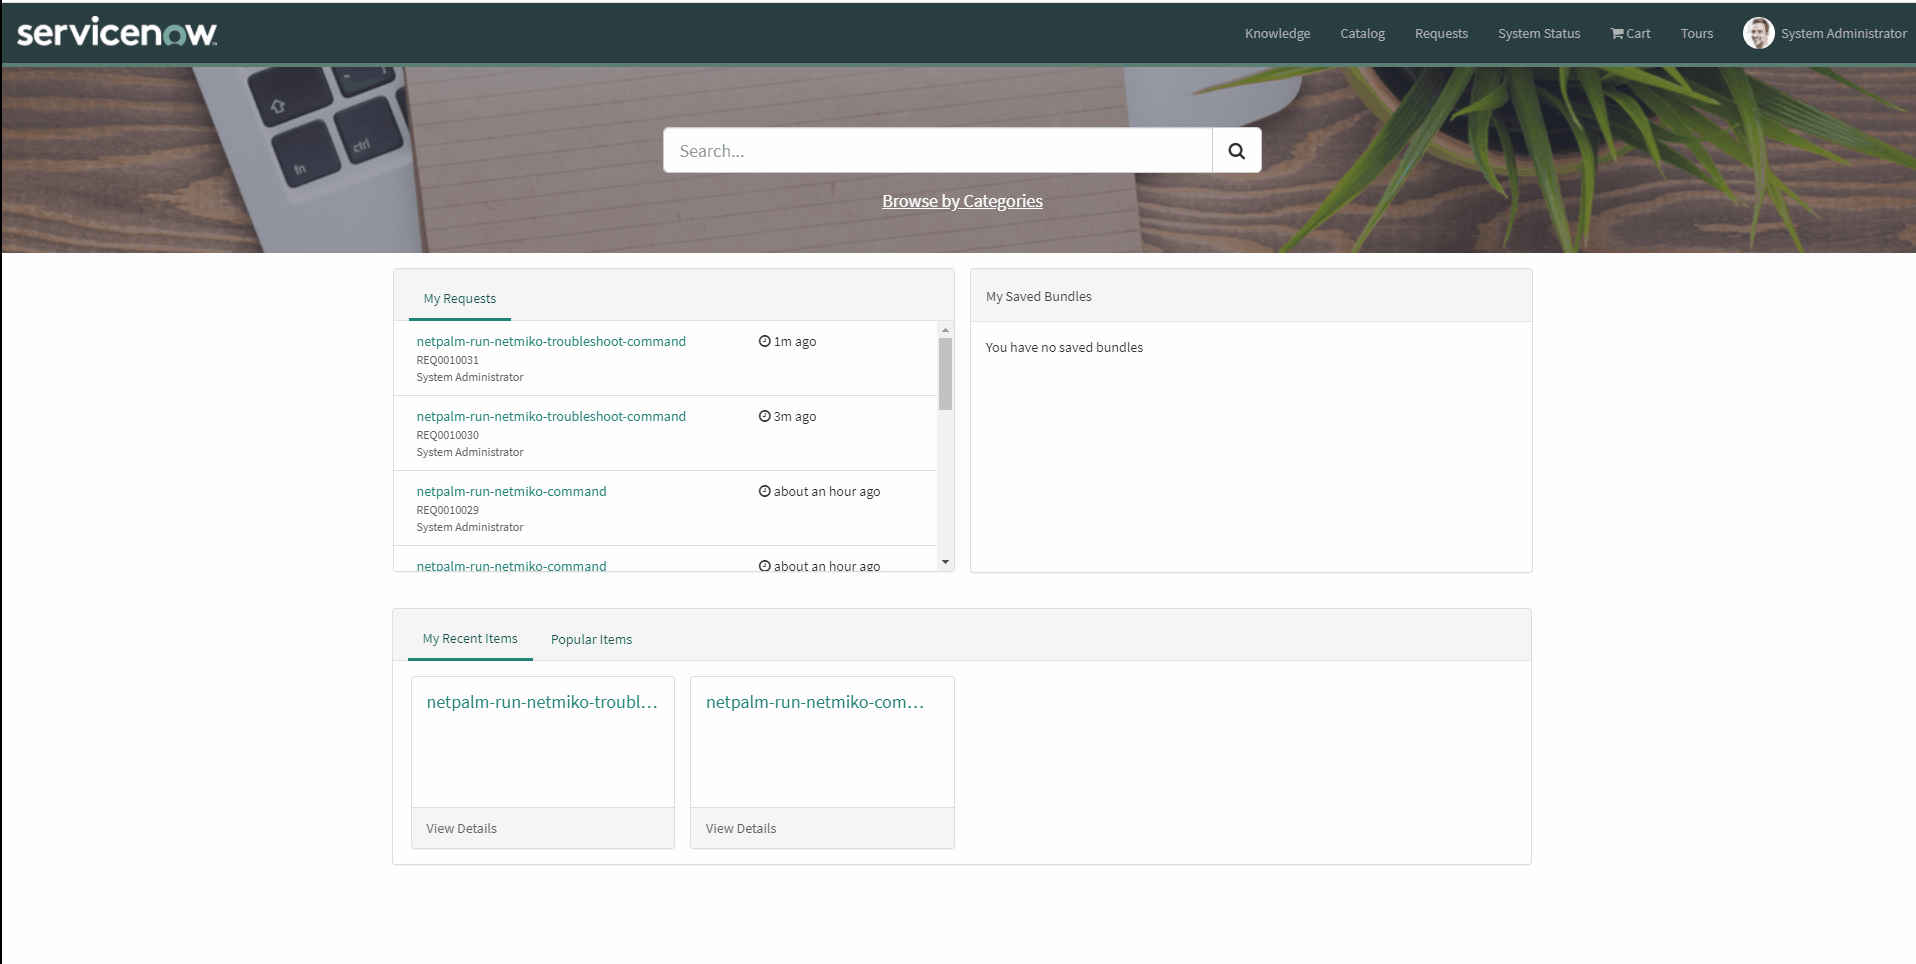 servicenow
Knowledge
Catalog
Requests
System Status
Cart
Tours
System Administrator
fn
ctrl
Search...
Browse by Categories
My Requests
netpalm-run-netmiko-troubleshoot-command
1m ago
REQ0010031
System Administrator
netpalm-run-netmiko-troubleshoot-command
3m ago
REQ0010030
System Administrator
netpalm-run-netmiko-command
about an hour ago
REQ0010029
System Administrator
netpalm-run-netmiko-command
about an hour ago
My Saved Bundles
You have no saved bundles
My Recent Items
Popular Items
netpalm-run-netmiko-troubl...
View Details
netpalm-run-netmiko-com...
View Details